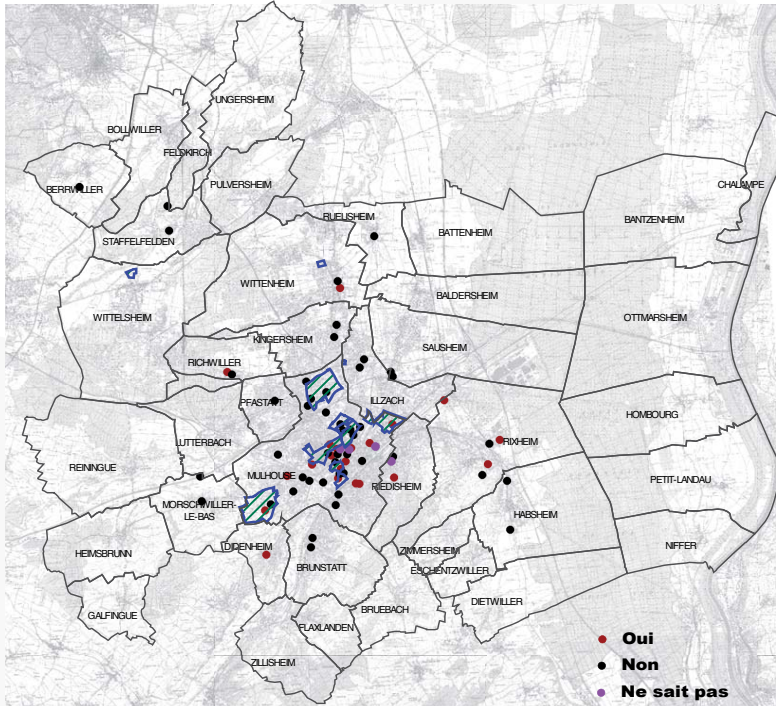 UNGERSHEIM
BOLLWILLER
FELDKIRCH
BERRWILLER
PULVERSHEIM
CHALAMPE
RUELISHEIM
BATTENHEIM
BANTZENHEIM
STAFFELFELDEN
WITTENHEIM
BALDERSHEIM
WITTELSHEIM
OTTMARSHEIM
KINGERSHEIM
SAUSHEIM
RICHWILLER
PFASTATT
ILLZACH
HOMBOURG
LUTTERBACH
RIXHEIM
REININGUE
MULHOUSE
RIEDISHEIM
PETIT-LANDAU
MORSCHWILLER-
LE-BAS
HABSHEIM
DIDENHEIM
ZIMMERSHEIM
NIFFER
HEIMSBRUNN
BRUNSTATT
ESCHENTZWILLER
DIETWILLER
GALFINGUE
BRUEBACH
FLAXLANDEN
ZILLISHEIM
Oui
Non
Ne sait pas